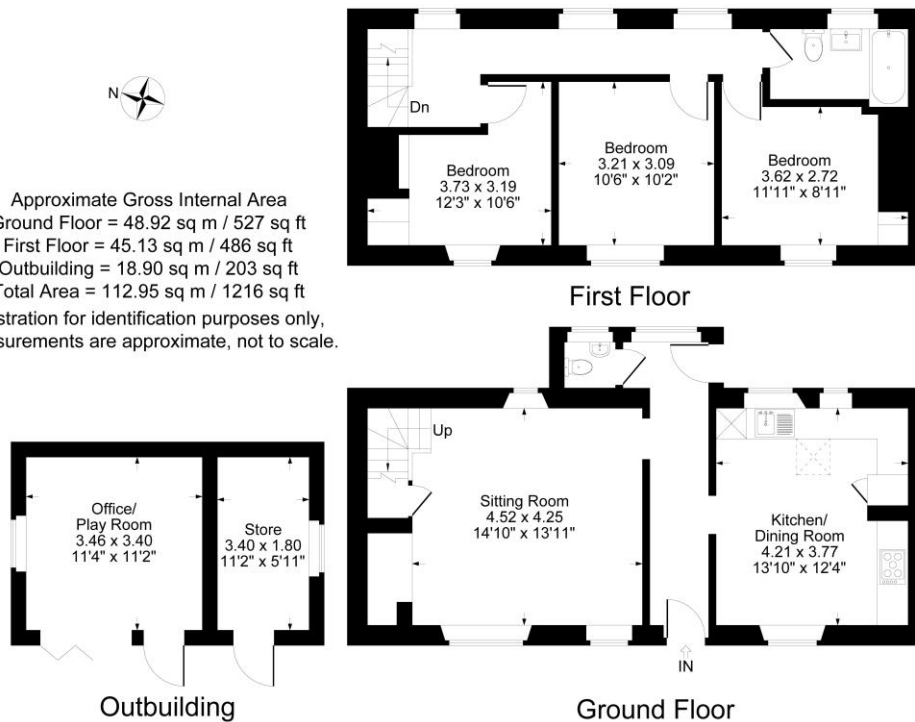 N
Approximate Gross Internal Area
Ground Floor = 48.92 sq m / 527 sq ft
First Floor = 45.13 sq m / 486 sq ft
Outbuilding = 18.90 sq m / 203 sq ft
Total Area = 112.95 sq m / 1216 sq ft
stration for identification purposes only,
surements are approximate, not to scale.
Dn
Bedroom
3.73 x 3.19
12'3" x 10'6"
Bedroom
3.21 x 3.09
10'6" x 10'2"
Bedroom
3.62 x 2.72
11'11" x 8'11"
First Floor
Office/
Play Room
3.46 x 3.40
11'4" x 11'2"
Store
3.40 x 1.80
11'2" x 5'11"
Outbuilding
Up
Sitting Room
4.52 x 4.25
14'10" x 13'11"
Kitchen/
Dining Room
4.21 x 3.77
13'10" x 12'4"
IN
Ground Floor